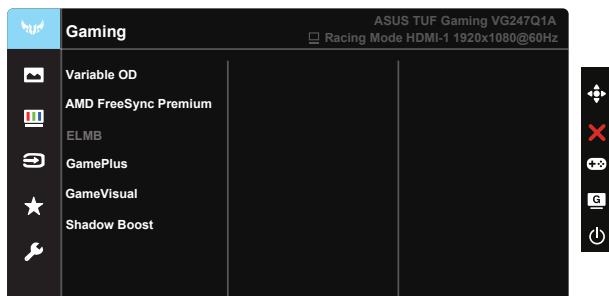 TUF
Gaming
ASUS TUF Gaming VG247Q1A
Racing Mode HDMI-1 1920x1080@60Hz
Variable OD
AMD FreeSync Premium
ELMB
GamePlus
GameVisual
Shadow Boost
G